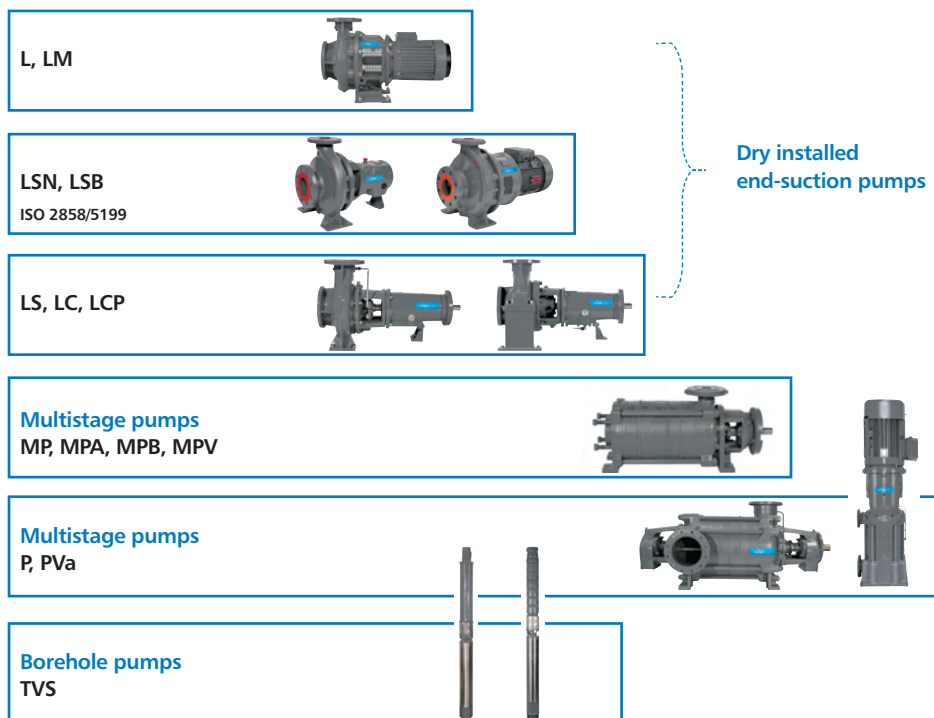 L, LM
LSN, LSB
ISO 2858/5199
LS, LC, LCP
Dry installed
end-suction pumps
Multistage pumps
MP, MPA, MPB, MPV
Multistage pumps
P, PVa
Borehole pumps
TVS